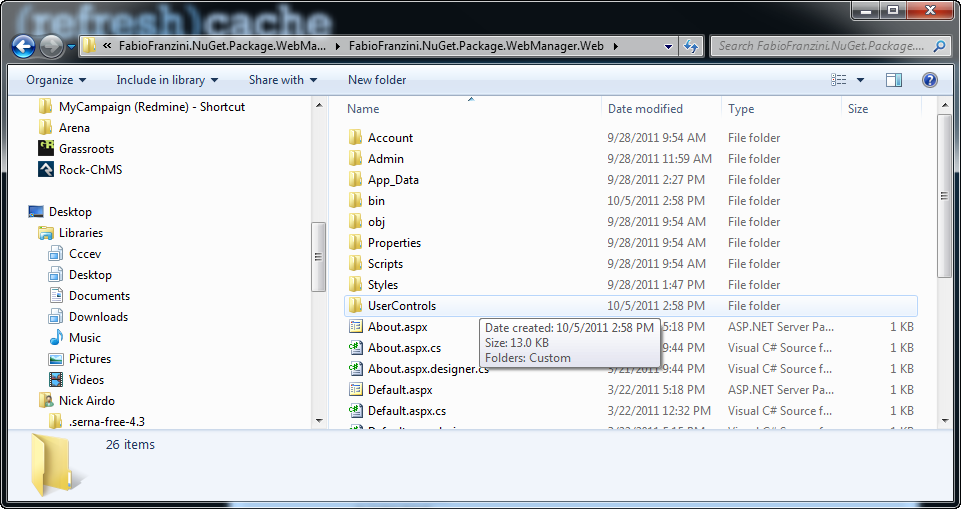 (refresh)cache
« FabioFranzini.NuGet.Package.WebMa... FabioFranzini.NuGet.Package.WebManager.Web Search FabioFranzini.NuGet.Package....
Organize Include in library Share with New folder
MyCampaign (Redmine) - Shortcut
Arena
Grassroots
Rock-ChMS
Desktop
Libraries
Cccev
Desktop
Documents
Downloads
Music
Pictures
Videos
Nick Airdo
.serna-free-4.3
Name Date modified Type Size
Account 9/28/2011 9:54 AM File folder
Admin 9/28/2011 11:59 AM File folder
App_Data 9/28/2011 2:27 PM File folder
bin 10/5/2011 2:58 PM File folder
obj 9/28/2011 9:54 AM File folder
Properties 9/28/2011 9:54 AM File folder
Scripts 9/28/2011 9:54 AM File folder
Styles 9/28/2011 1:47 PM File folder
UserControls 10/5/2011 2:58 PM File folder
About.aspx 5:18 PM ASP.NET Server Pa... 1 KB
About.aspx.cs 9:44 PM Visual C# Source f... 1 KB
About.aspx.designer.cs 3/21/2011 9:44 PM Visual C# Source f... 1 KB
Default.aspx 3/22/2011 5:18 PM ASP.NET Server Pa... 1 KB
Default.aspx.cs 3/22/2011 12:32 PM Visual C# Source f... 1 KB
Date created: 10/5/2011 2:58 PM
Size: 13.0 KB
Folders: Custom
26 items